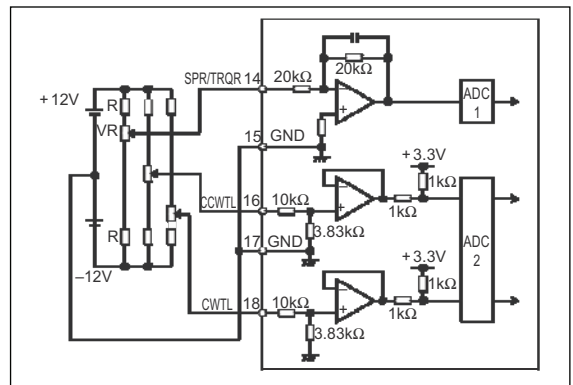 SPR/TRQR 14
20kΩ
20kΩ
ADC
1
+12V
R
VR
15 GND
+3.3V
1kΩ
CCWTL 16 10kΩ
1kΩ
3.83kΩ
17 GND
ADC
2
R
–12V
+3.3V
1kΩ
CWTL 18 10kΩ
1kΩ
3.83kΩ